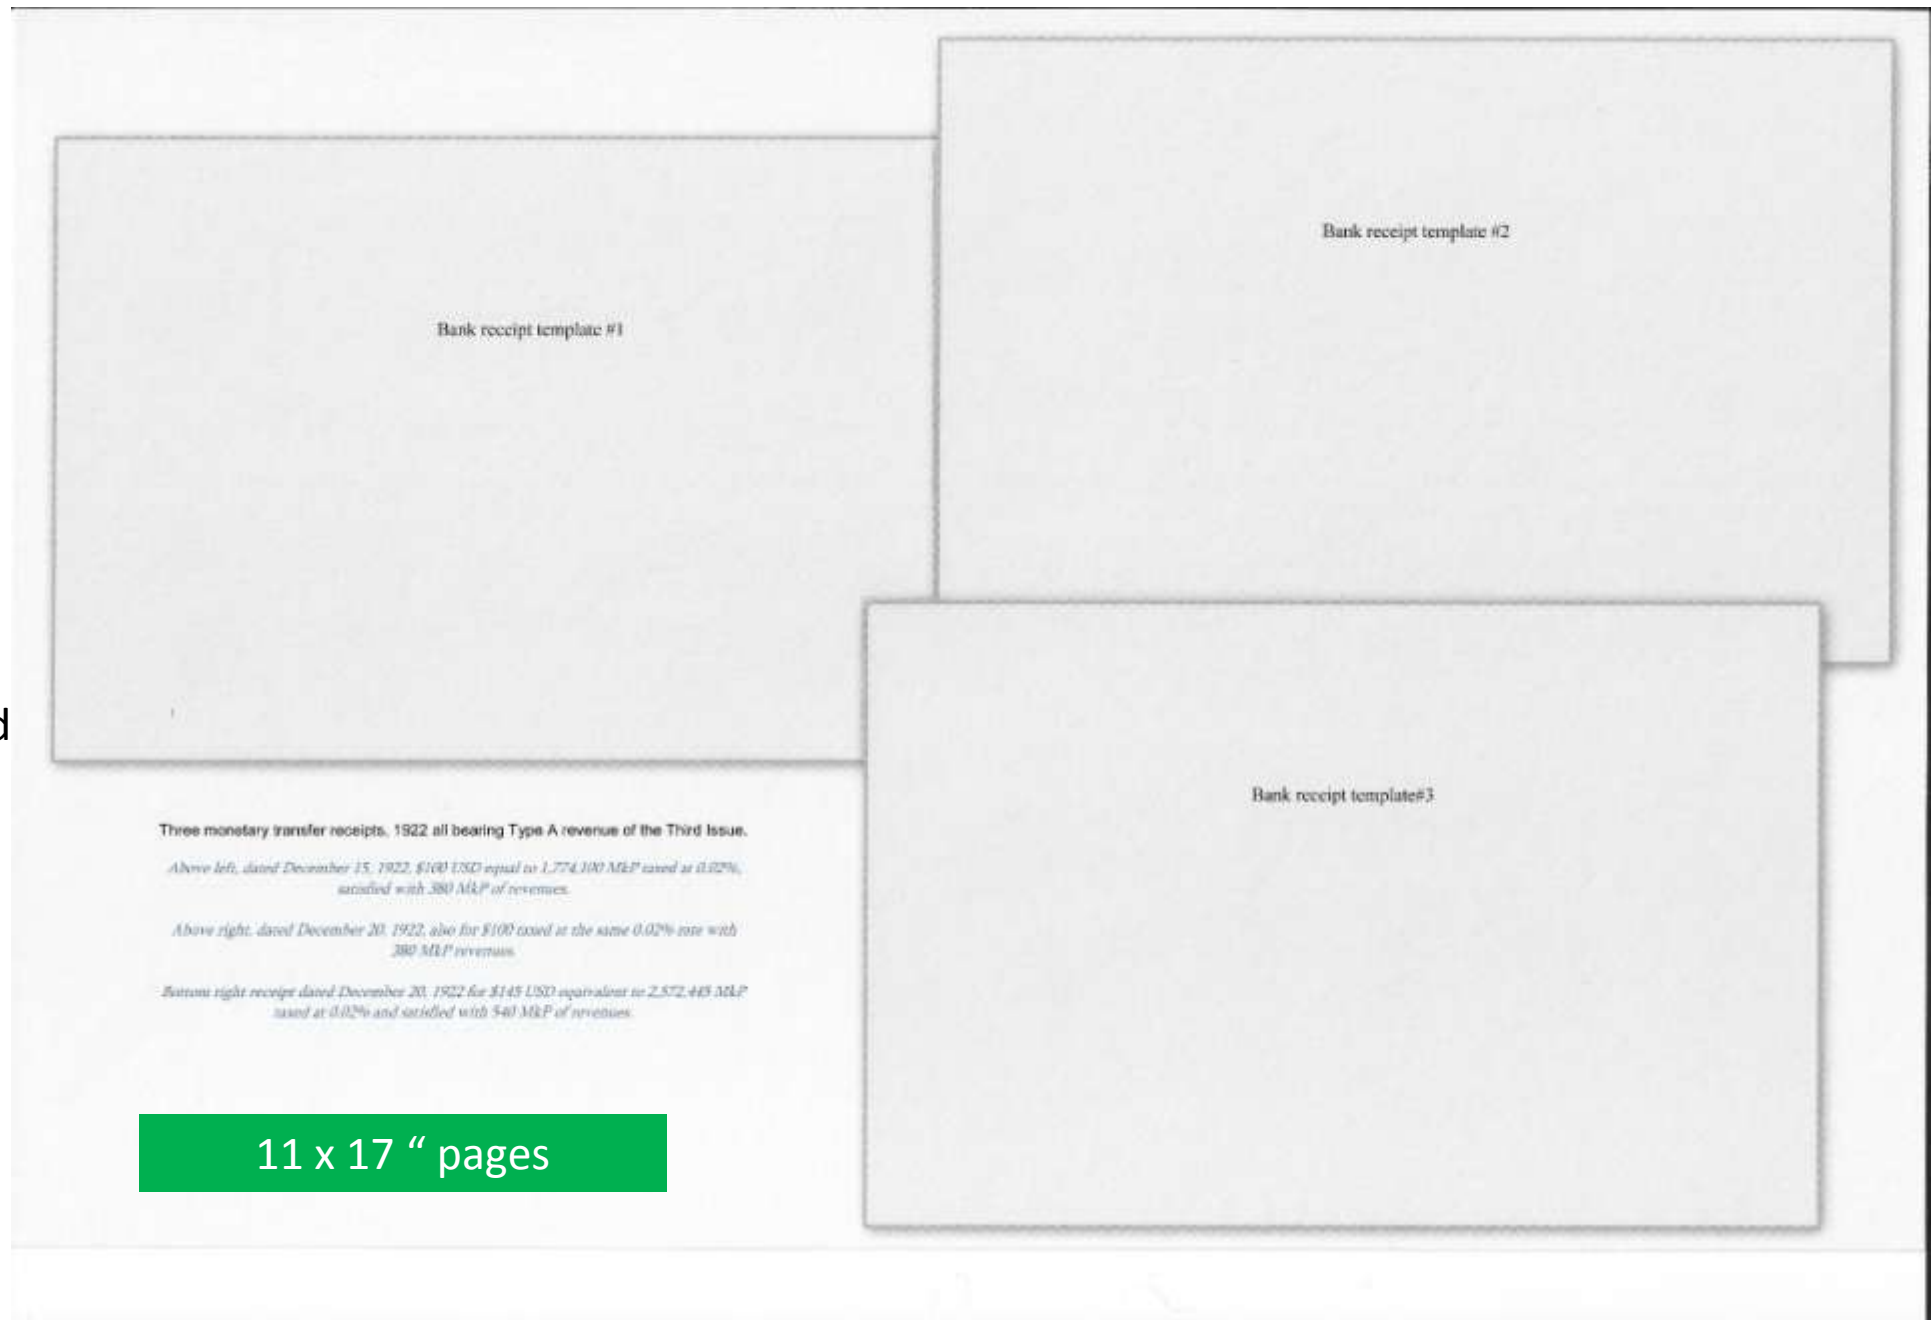 Bank receipt template #2
Bank receipt template #1
d
Bank receipt template#3
Three monetary transfer receipts, 1922 all bearing Type A revenue of the Third Issue.
Above left, dated December 15, 1922, $100 USD equal to 1,774,100 MkP taxed at 0.02%,
satisfied with 380 MkP of revenues.
Above right, dated December 20, 1922, also for $100 taxed at the same 0.02% rate with
380 MkP revenues.
Bottom right receipt dated December 20, 1922 for $145 USD equivalent to 2,572,445 MkP
taxed at 0.02% and satisfied with 540 MkP of revenues.
11 x 17 “ pages